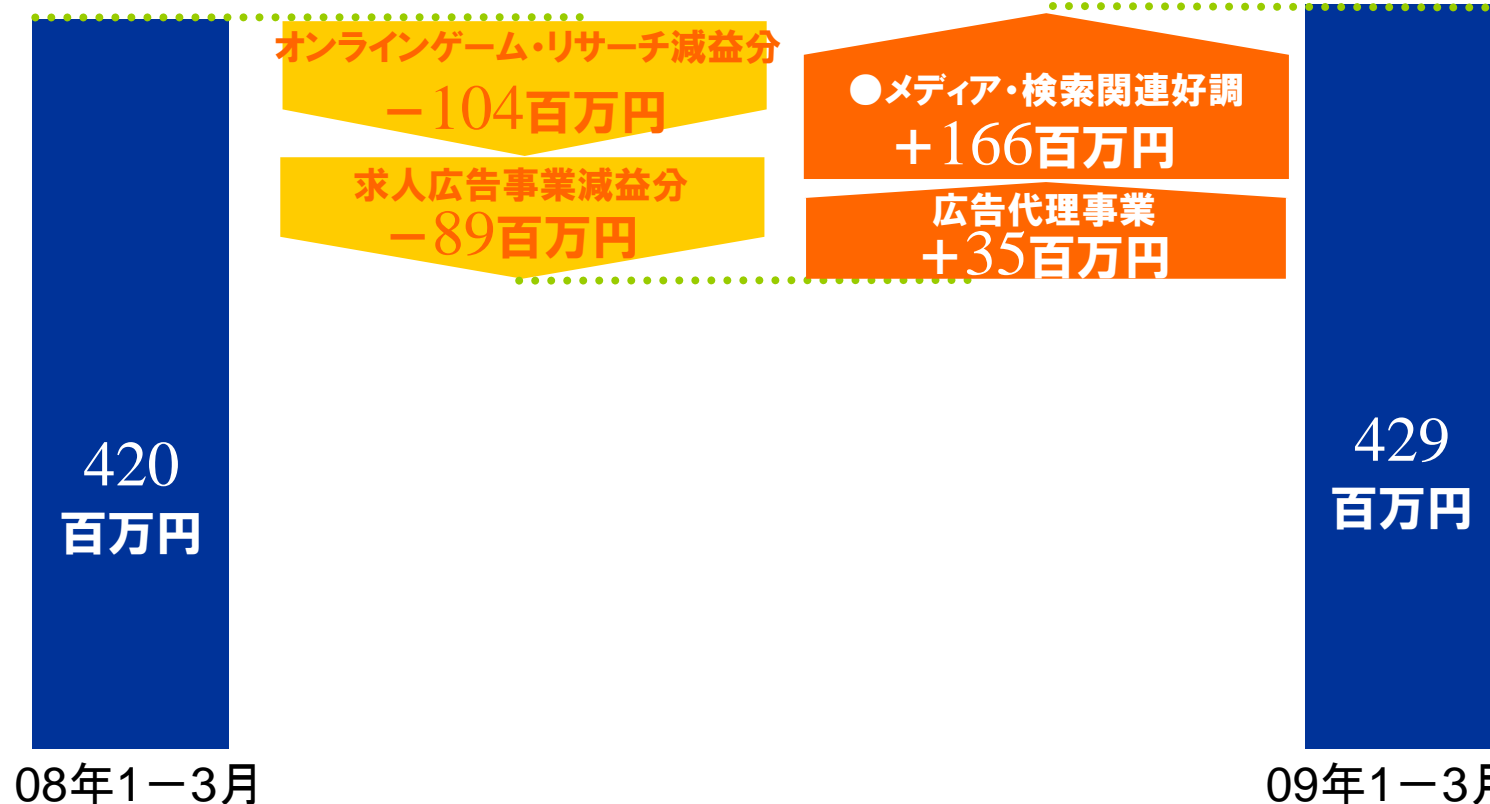 オンラインゲーム・リサーチ減益分
－104百万円
求人広告事業減益分
－89百万円
●メディア・検索関連好調
＋166百万円
広告代理事業
＋35百万円
420
百万円
429
百万円
08年1－3月
09年1－3月